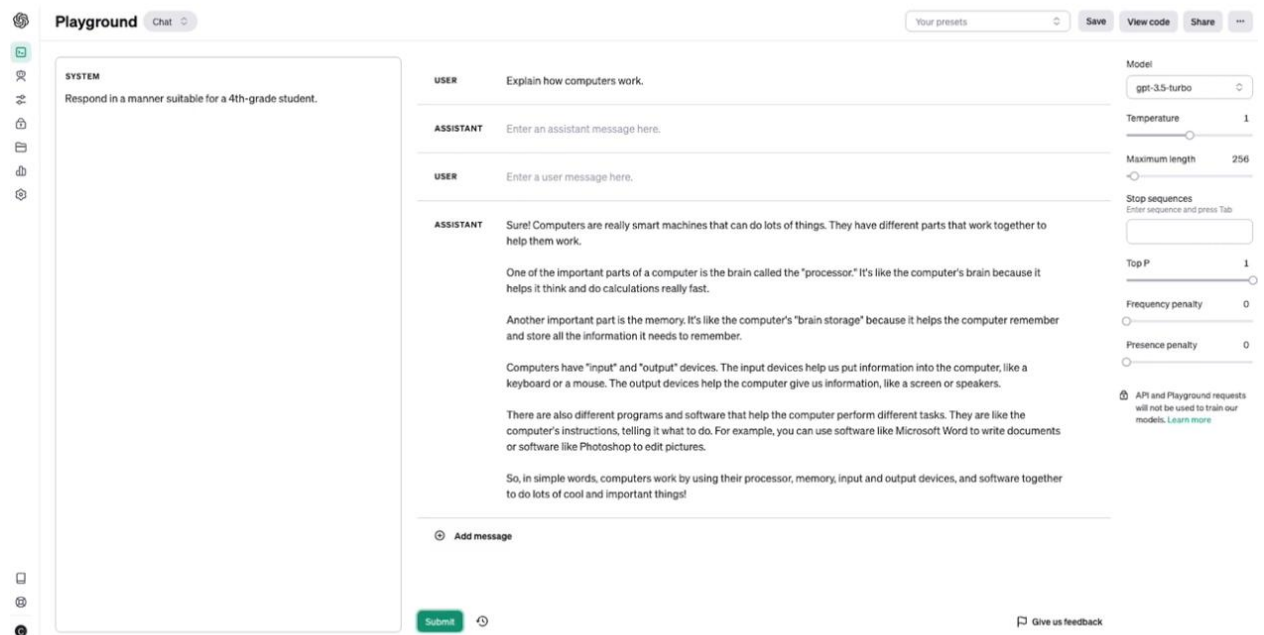 Playground
Chat
Your presets
Save
View code
Share
SYSTEM
Respond in a manner suitable for a 4th-grade student.
USER
Explain how computers work.
ASSISTANT
Enter an assistant message here.
USER
Enter a user message here.
ASSISTANT
Sure! Computers are really smart machines that can do lots of things. They have different parts that work together to
help them work.
One of the important parts of a computer is the brain called the "processor." It's like the computer's brain because it
helps it think and do calculations really fast.
Another important part is the memory. It's like the computer's "brain storage" because it helps the computer remember
and store all the information it needs to remember.
Computers have "input" and "output" devices. The input devices help us put information into the computer, like a
keyboard or a mouse. The output devices help the computer give us information, like a screen or speakers.
There are also different programs and software that help the computer perform different tasks. They are like the
computer's instructions, telling it what to do. For example, you can use software like Microsoft Word to write documents
or software like Photoshop to edit pictures.
So, in simple words, computers work by using their processor, memory, input and output devices, and software together
to do lots of cool and important things!
Add message
Submit
Give us feedback
Model
gpt-3.5-turbo
Temperature 1
Maximum length 256
Stop sequences
Enter sequence and press Tab
Top P 1
Frequency penalty 0
Presence penalty 0
API and Playground requests
will not be used to train our
models. Learn more